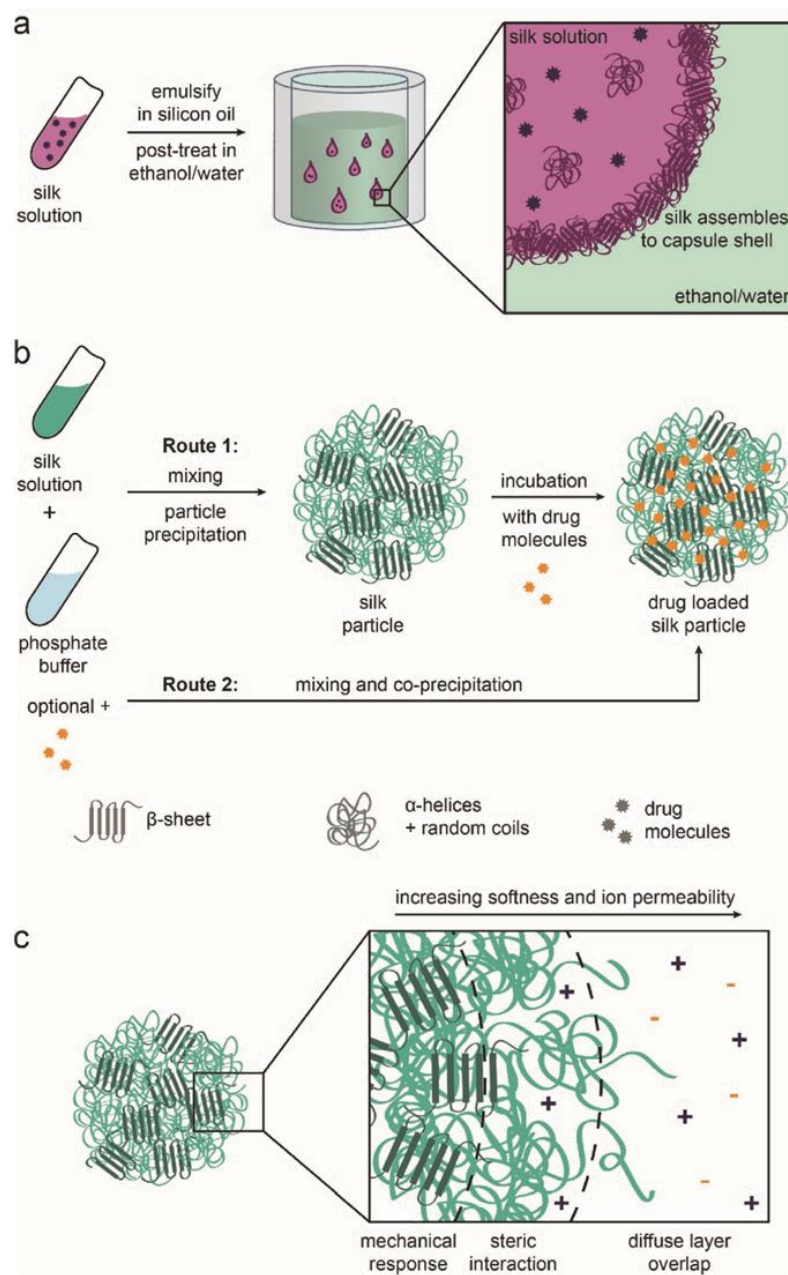 a
silk solution
emulsify
in silicon oil
post-treat in
ethanol/water
silk
solution
silk assembles
to capsule shell
ethanol/water
b
silk
solution
+
phosphate
buffer
optional +
Route 1:
mixing
particle
precipitation
silk
particle
incubation
with drug
molecules
drug loaded
silk particle
Route 2: mixing and co-precipitation
β-sheet
α-helices
+ random coils
drug
molecules
increasing softness and ion permeability
c
+
-
+
-
+
-
+
+
-
+
mechanical
response
steric
interaction
diffuse layer
overlap